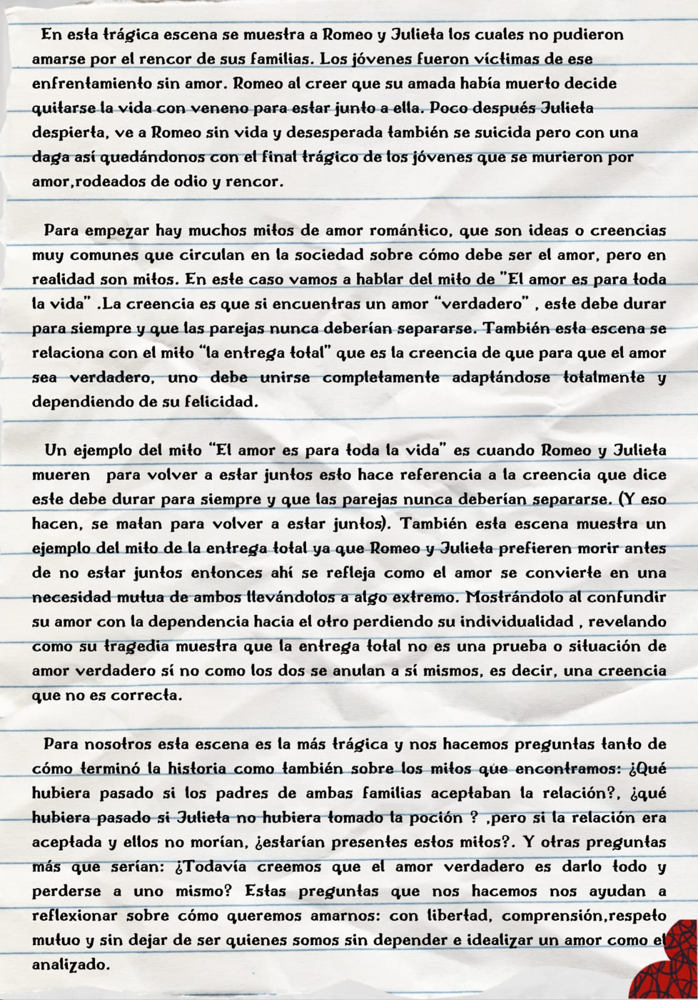 En esta trágica escena se muestra a Romeo y Julieta los cuales no pudieron
amarse por el rencor de sus familias. Los jóvenes fueron víctimas de ese
enfrentamiento sin amor. Romeo al creer que su amada había muerto decide
quitarse la vida con veneno para estar junto a ella. Poco después Julieta
despierta, ve a Romeo sin vida y desesperada también se suicida pero con una
daga así quedándonos con el final trágico de los jóvenes que se murieron por
amor,rodeados de odio y rencor.
Para empezar hay muchos mitos de amor romántico, que son ideas o creencias
muy comunes que circulan en la sociedad sobre cómo debe ser el amor, pero en
realidad son mitos. En este caso vamos a hablar del mito de "El amor es para toda
la vida" .La creencia es que si encuentras un amor “verdadero” , este debe durar
para siempre y que las parejas nunca deberían separarse. También esta escena se
relaciona con el mito “la entrega total” que es la creencia de que para que el amor
sea verdadero, uno debe unirse completamente adaptándose totalmente y
dependiendo de su felicidad.
Un ejemplo del mito “El amor es para toda la vida” es cuando Romeo y Julieta
mueren para volver a estar juntos esto hace referencia a la creencia que dice
este debe durar para siempre y que las parejas nunca deberían separarse. (Y eso
hacen, se matan para volver a estar juntos). También esta escena muestra un
ejemplo del mito de la entrega total ya que Romeo y Julieta prefieren morir antes
de no estar juntos entonces ahí se refleja como el amor se convierte en una
necesidad mutua de ambos llevándolos a algo extremo. Mostrándolo al confundir
su amor con la dependencia hacia el otro perdiendo su individualidad , revelando
como su tragedia muestra que la entrega total no es una prueba o situación de
amor verdadero sí no como los dos se anulan a sí mismos, es decir, una creencia
que no es correcta.
Para nosotros esta escena es la más trágica y nos hacemos preguntas tanto de
cómo terminó la historia como también sobre los mitos que encontramos: ¿Qué
hubiera pasado si los padres de ambas familias aceptaban la relación?, ¿qué
hubiera pasado si Julieta no hubiera tomado la poción ? ,pero si la relación era
aceptada y ellos no morían, ¿estarían presentes estos mitos?. Y otras preguntas
más que serían: ¿Todavía creemos que el amor verdadero es darlo todo y
perderse a uno mismo? Estas preguntas que nos hacemos nos ayudan a
reflexionar sobre cómo queremos amarnos: con libertad, comprensión,respeto
mutuo y sin dejar de ser quienes somos sin depender e idealizar un amor como el
analizado.